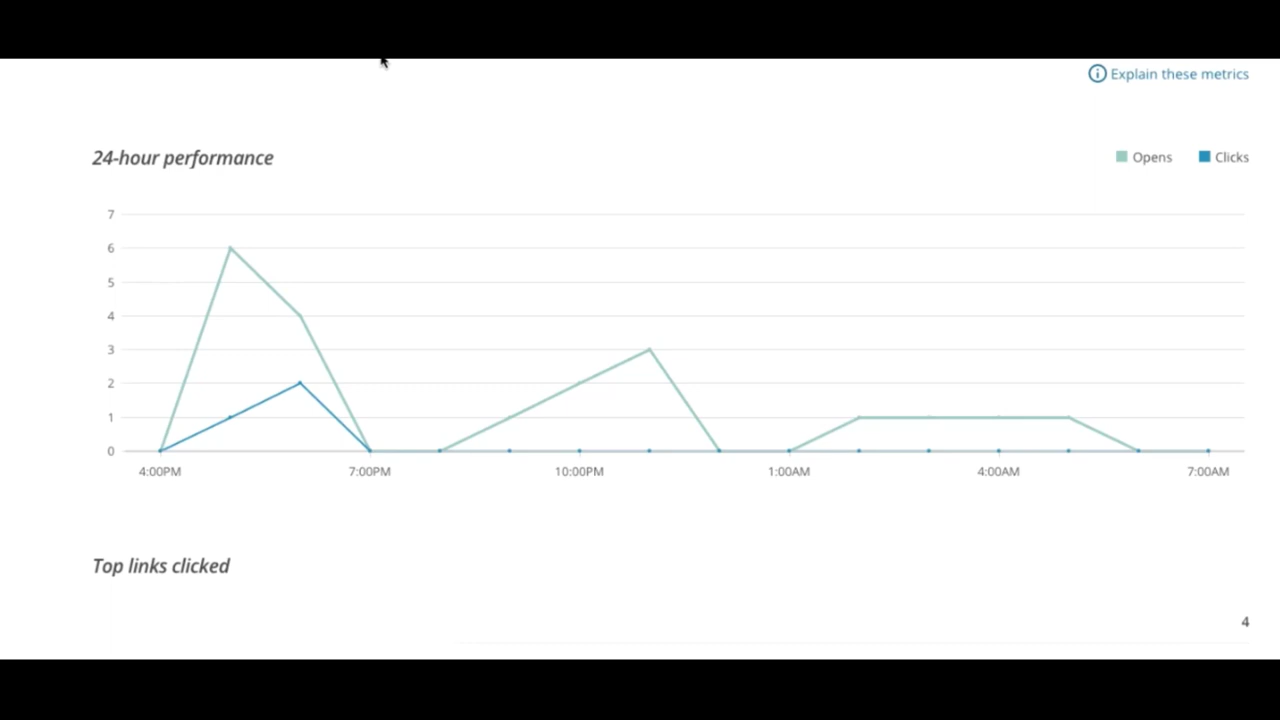 Explain these metrics
24-hour performance
Opens Clicks
7
6
5
4
3
2
1
0
4:00PM 7:00PM 10:00PM 1:00AM 4:00AM 7:00AM
Top links clicked
4